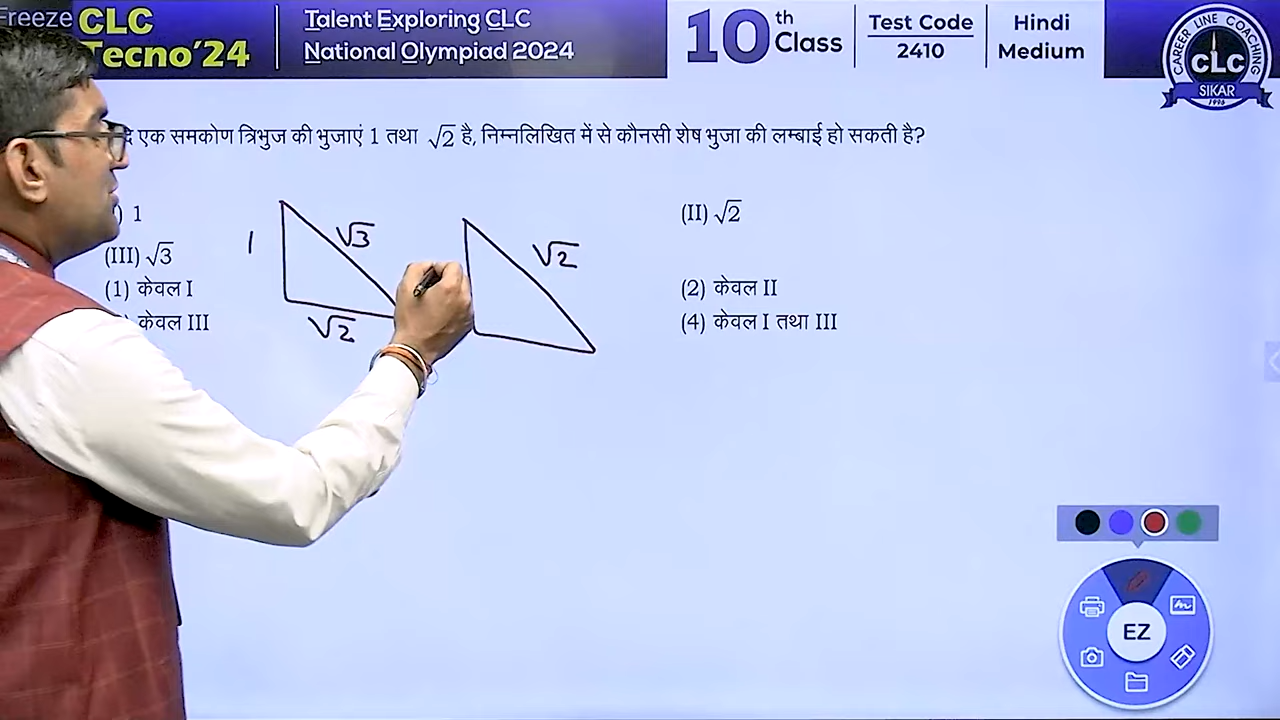 Freeze
CLC
Tecno'24
Talent Exploring CLC
National Olympiad 2024
10th Class
Test Code
2410
Hindi
Medium
CAREER LINE COACHING
CLC
SIKAR
1996
एक समकोण त्रिभुज की भुजाएं 1 तथा √2 है, निम्नलिखित में से कौनसी शेष भुजा की लम्बाई हो सकती है?
1
(II) √2
(III) √3
(1) केवल I
(2) केवल II
केवल III
(4) केवल I तथा III
1
√3
√2
√2
EZ